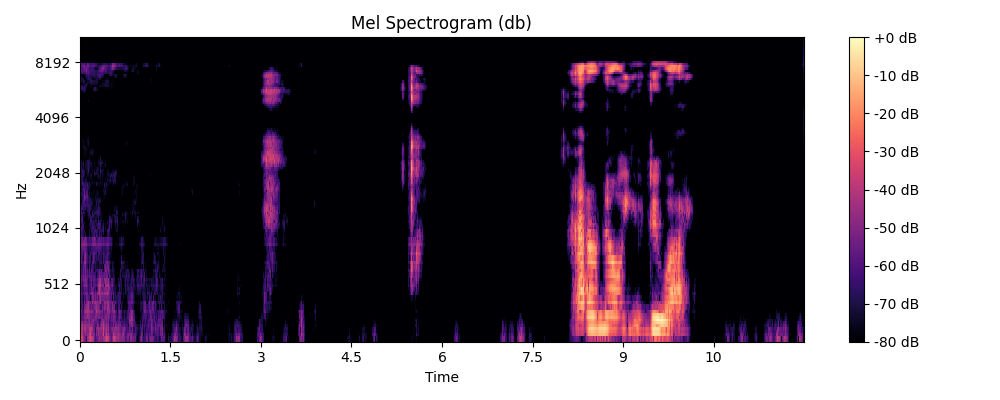 Mel Spectrogram (db)
+0 dB
8192
-10 dB
4096
-20 dB
-30 dB
2048
-40 dB
Hz
1024
-50 dB
-60 dB
512
-70 dB
0
-80 dB
0 1.5 3 4.5 6 7.5 9 10
Time